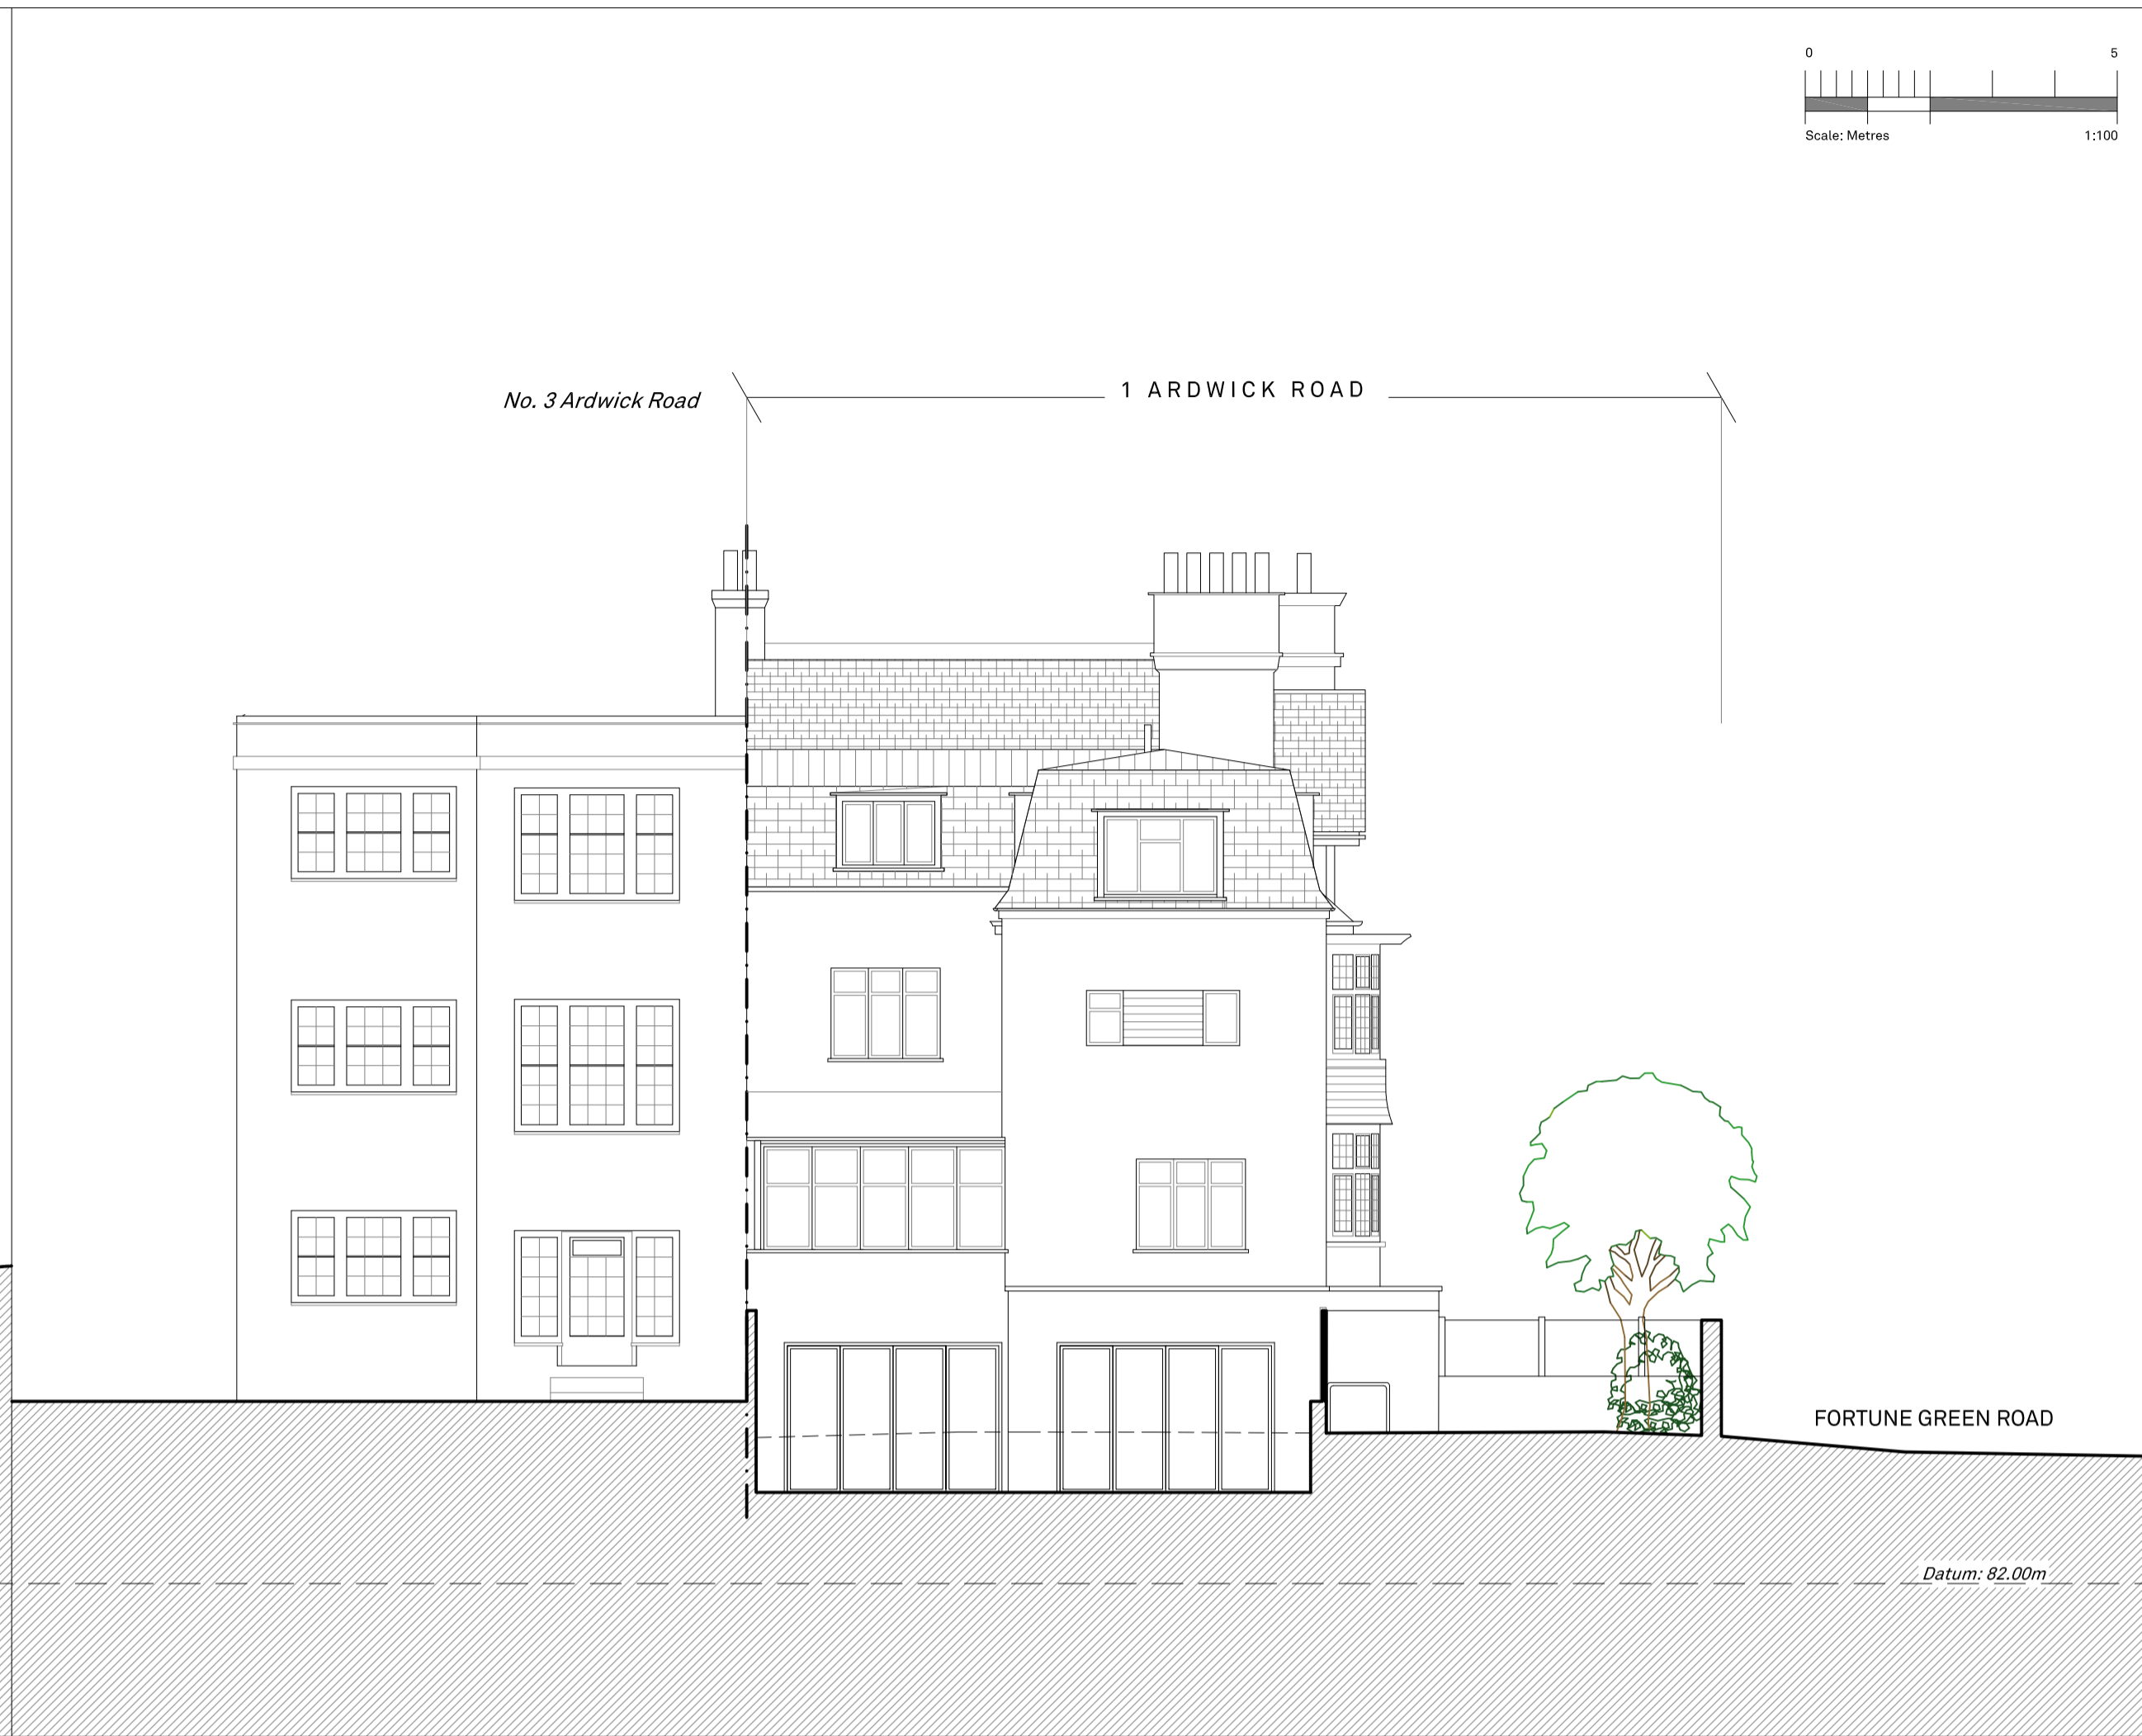 0 5
Scale: Metres 1:100
No. 3 Ardwick Road
1 ARDWICK ROAD
FORTUNE GREEN ROAD
Datum: 82.00m